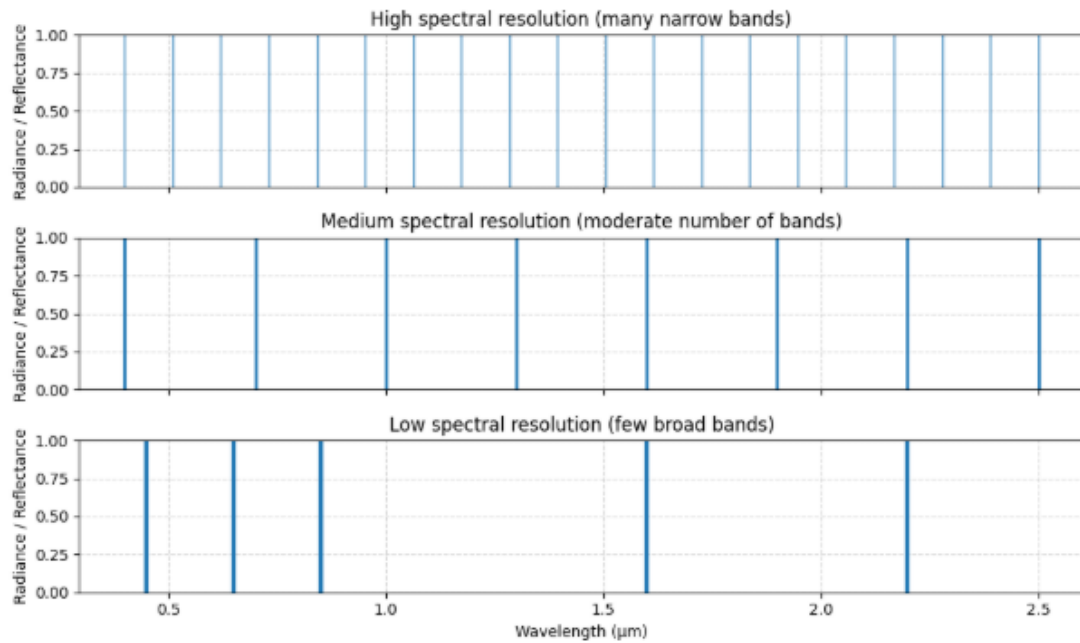 High spectral resolution (many narrow bands)
1.00
0.75
0.50
0.25
0.00
Radiance / Reflectance
Medium spectral resolution (moderate number of bands)
1.00
0.75
0.50
0.25
0.00
Radiance / Reflectance
Low spectral resolution (few broad bands)
1.00
0.75
0.50
0.25
0.00
Radiance / Reflectance
0.5 1.0 1.5 2.0 2.5
Wavelength (μm)